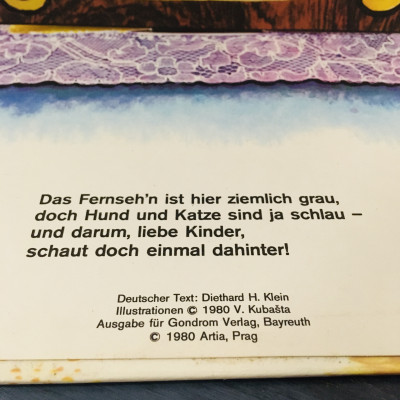 Das Fernseh'n ist hier ziemlich grau,
doch Hund und Katze sind ja schlau –
und darum, liebe Kinder,
schaut doch einmal dahinter!
Deutscher Text: Diethard H. Klein
Illustrationen © 1980 V. Kubašta
Ausgabe für Gondrom Verlag, Bayreuth
© 1980 Artia, Prag